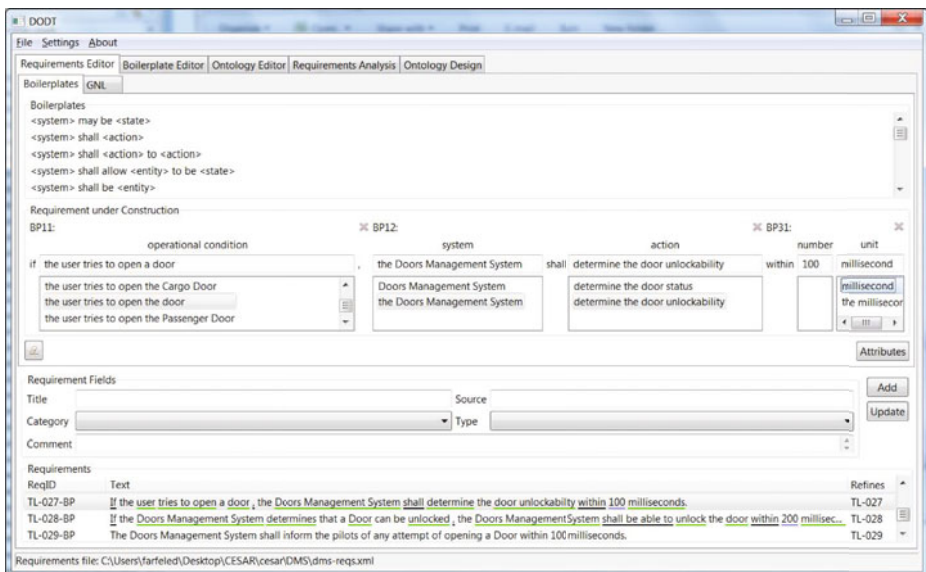 DODT
File Settings About
Requirements Editor Boilerplate Editor Ontology Editor Requirements Analysis Ontology Design
Boilerplates GNL
Boilerplates
<system> may be <state>
<system> shall <action>
<system> shall <action> to <action>
<system> shall allow <entity> to be <state>
<system> shall be <entity>
Requirement under Construction
BP11: BP12: BP31:
operational condition system action number unit
if the user tries to open a door , the Doors Management System shall determine the door unlockability within 100 millisecond
the user tries to open the Cargo Door Doors Management System determine the door status millisecond
the user tries to open the door the Doors Management System determine the door unlockability the millisecor
the user tries to open the Passenger Door
Attributes
Requirement Fields
Add
Title Source
Update
Category Type
Comment
Requirements
ReqID Text Refines
TL-027-BP If the user tries to open a door , the Doors Management System shall determine the door unlockability within 100 milliseconds. TL-027
TL-028-BP If the Doors Management System determines that a Door can be unlocked , the Doors ManagementSystem shall be able to unlock the door within 200 millisec... TL-028
TL-029-BP The Doors Management System shall inform the pilots of any attempt of opening a Door within 100milliseconds. TL-029
Requirements file: C:\Users\farfeled\Desktop\CESAR\cesar\DMS\dms-reqs.xml